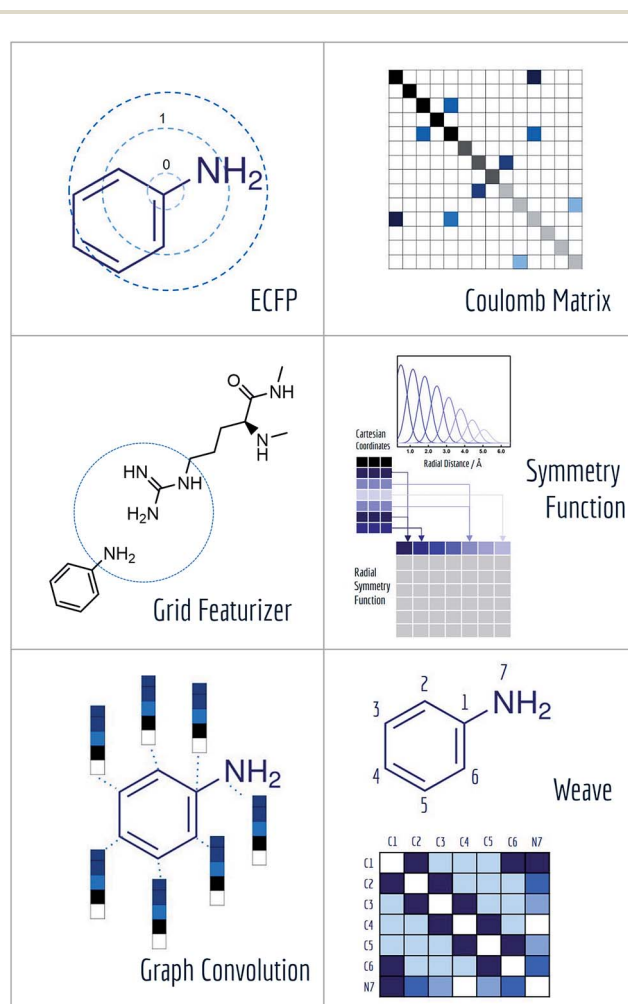 1
0
NH2
ECFP
Coulomb Matrix
O
NH
NH
HN
NH
H2N
NH2
Grid Featurizer
Cartesian
Coordinates
1.0 2.0 3.0 4.0 5.0 6.0
Radial Distance / Å
Symmetry
Function
Radial
Symmetry
Function
NH2
Graph Convolution
7
NH2
2
1
3
4
6
5
Weave
C1 C2 C3 C4 C5 C6 N7
C1
C2
C3
C4
C5
C6
N7